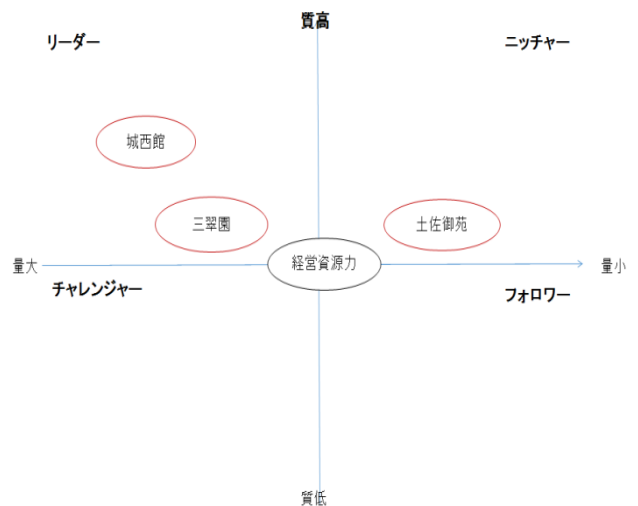 質高
リーダー
ニッチャー
城西館
三翠園
土佐御苑
経営資源力
量大
量小
チャレンジャー
フォロワー
質低